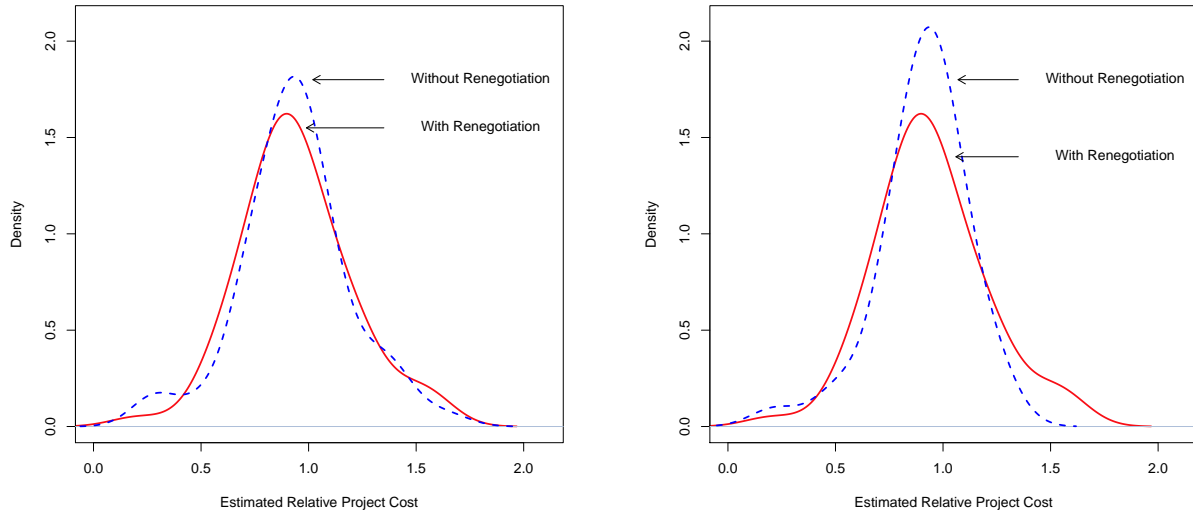 2.0
1.5
1.0
0.5
0.0
Density
Without Renegotiation
With Renegotiation
0.0 0.5 1.0 1.5 2.0
Estimated Relative Project Cost
2.0
1.5
1.0
0.5
0.0
Density
Without Renegotiation
With Renegotiation
0.0 0.5 1.0 1.5 2.0
Estimated Relative Project Cost